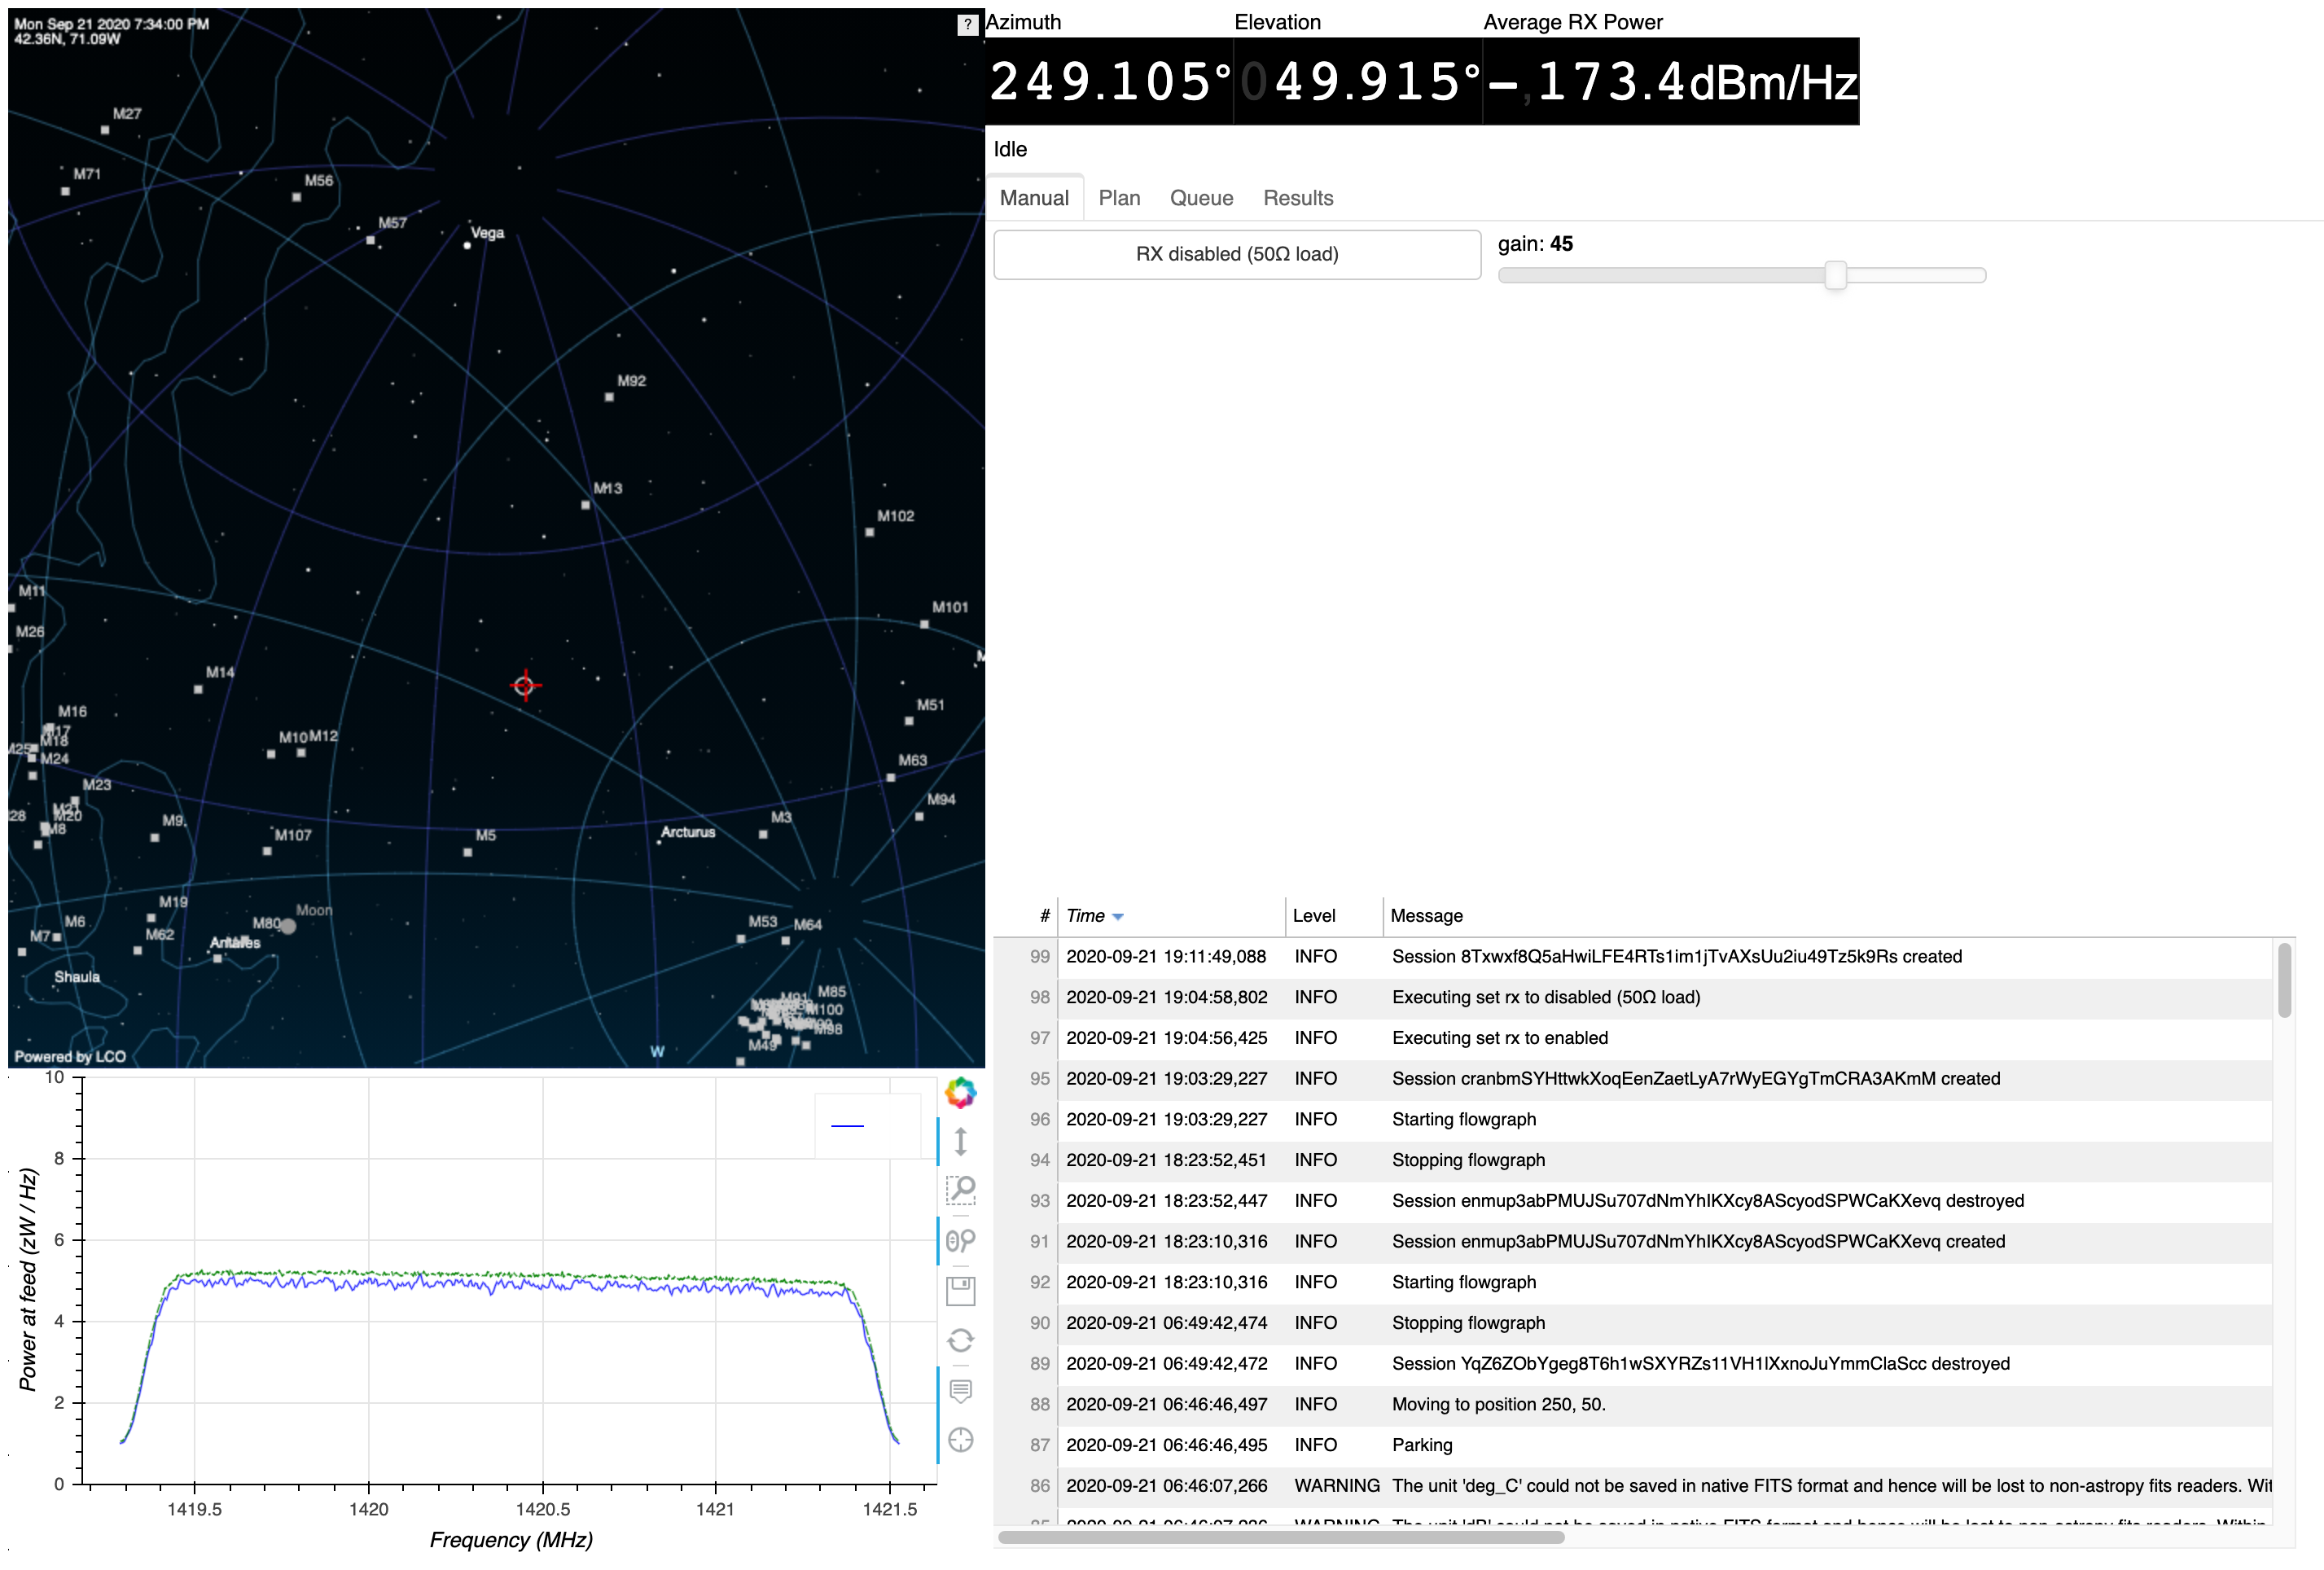 Mon Sep 21 2020 7:34:00 PM
42.36N, 71.09W
?
M27
M71
M56
M57
Vega
M92
M13
M102
M11
M101
M26
M14
M51
M16
M17
M18
M25
M24
M10 M12
M63
M23
M94
M21
M20
28
M8
M9
M107
M5
Arcturus
M3
M19
Moon
M6
M80
M53
M64
M7
M62
Antares
Shaula
M91
M85
M100
M98
M49
W
Powered by LCO
Azimuth
Elevation
Average RX Power
249.105°
049.915°
-,173.4dBm/Hz
Idle
Manual Plan Queue Results
RX disabled (50Ω load)
gain: 45
10
8
6
4
2
0
Power at feed (zW / Hz)
1419.5 1420 1420.5 1421 1421.5
Frequency (MHz)
# Time Level Message
99 2020-09-21 19:11:49,088 INFO Session 8Txwxf8Q5aHwiLFE4RTs1im1jTvAXsUu2iu49Tz5k9Rs created
98 2020-09-21 19:04:58,802 INFO Executing set rx to disabled (50Ω load)
97 2020-09-21 19:04:56,425 INFO Executing set rx to enabled
95 2020-09-21 19:03:29,227 INFO Session cranbmSYHttwkXoqEenZaetLyA7rWyEGYgTmCRA3AKmM created
96 2020-09-21 19:03:29,227 INFO Starting flowgraph
94 2020-09-21 18:23:52,451 INFO Stopping flowgraph
93 2020-09-21 18:23:52,447 INFO Session enmup3abPMUJSu707dNmYhIKXcy8AScyodSPWCaKXevq destroyed
91 2020-09-21 18:23:10,316 INFO Session enmup3abPMUJSu707dNmYhIKXcy8AScyodSPWCaKXevq created
92 2020-09-21 18:23:10,316 INFO Starting flowgraph
90 2020-09-21 06:49:42,474 INFO Stopping flowgraph
89 2020-09-21 06:49:42,472 INFO Session YqZ6ZObYgeg8T6h1wSXYRZs11VH1IXxnoJuYmmClaScc destroyed
88 2020-09-21 06:46:46,497 INFO Moving to position 250, 50.
87 2020-09-21 06:46:46,495 INFO Parking
86 2020-09-21 06:46:07,266 WARNING The unit 'deg_C' could not be saved in native FITS format and hence will be lost to non-astropy fits readers. Wit